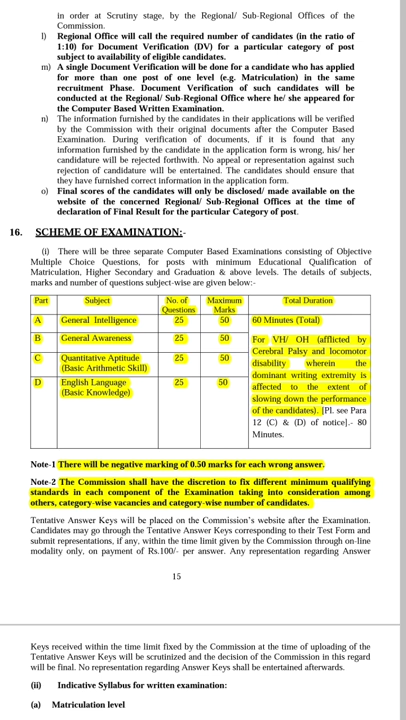 in order at Scrutiny stage, by the Regional/ Sub-Regional Offices of the
Commission.
l) Regional Office will call the required number of candidates (in the ratio of
1:10) for Document Verification (DV) for a particular category of post
subject to availability of eligible candidates.
m) A single Document Verification will be done for a candidate who has applied
for more than one post of one level (e.g. Matriculation) in the same
recruitment Phase. Document Verification of such candidates will be
conducted at the Regional/ Sub-Regional Office where he/ she appeared for
the Computer Based Written Examination.
n) The information furnished by the candidates in their applications will be verified
by the Commission with their original documents after the Computer Based
Examination. During verification of documents, if it is found that any
information furnished by the candidate in the application form is wrong, his/ her
candidature will be rejected forthwith. No appeal or representation against such
rejection of candidature will be entertained. The candidates should ensure that
they have furnished correct information in the application form.
o) Final scores of the candidates will only be disclosed/ made available on the
website of the concerned Regional/ Sub-Regional Offices at the time of
declaration of Final Result for the particular Category of post.
16. SCHEME OF EXAMINATION:-
(i) There will be three separate Computer Based Examinations consisting of Objective
Multiple Choice Questions, for posts with minimum Educational Qualification of
Matriculation, Higher Secondary and Graduation & above levels. The details of subjects,
marks and number of questions subject-wise are given below:-
Part Subject No. of Questions Maximum Marks Total Duration
A General Intelligence 25 50 60 Minutes (Total)
B General Awareness 25 50
C Quantitative Aptitude (Basic Arithmetic Skill) 25 50
D English Language (Basic Knowledge) 25 50
For VH/ OH (afflicted by
Cerebral Palsy and locomotor
disability wherein the
dominant writing extremity is
affected to the extent of
slowing down the performance
of the candidates). [Pl. see Para
12 (C) & (D) of notice].- 80
Minutes.
Note-1 There will be negative marking of 0.50 marks for each wrong answer.
Note-2 The Commission shall have the discretion to fix different minimum qualifying
standards in each component of the Examination taking into consideration among
others, category-wise vacancies and category-wise number of candidates.
Tentative Answer Keys will be placed on the Commission's website after the Examination.
Candidates may go through the Tentative Answer Keys corresponding to their Test Form and
submit representations, if any, within the time limit given by the Commission through on-line
modality only, on payment of Rs.100/- per answer. Any representation regarding Answer
15
Keys received within the time limit fixed by the Commission at the time of uploading of the
Tentative Answer Keys will be scrutinized and the decision of the Commission in this regard
will be final. No representation regarding Answer Keys shall be entertained afterwards.
(ii) Indicative Syllabus for written examination:
(a) Matriculation level